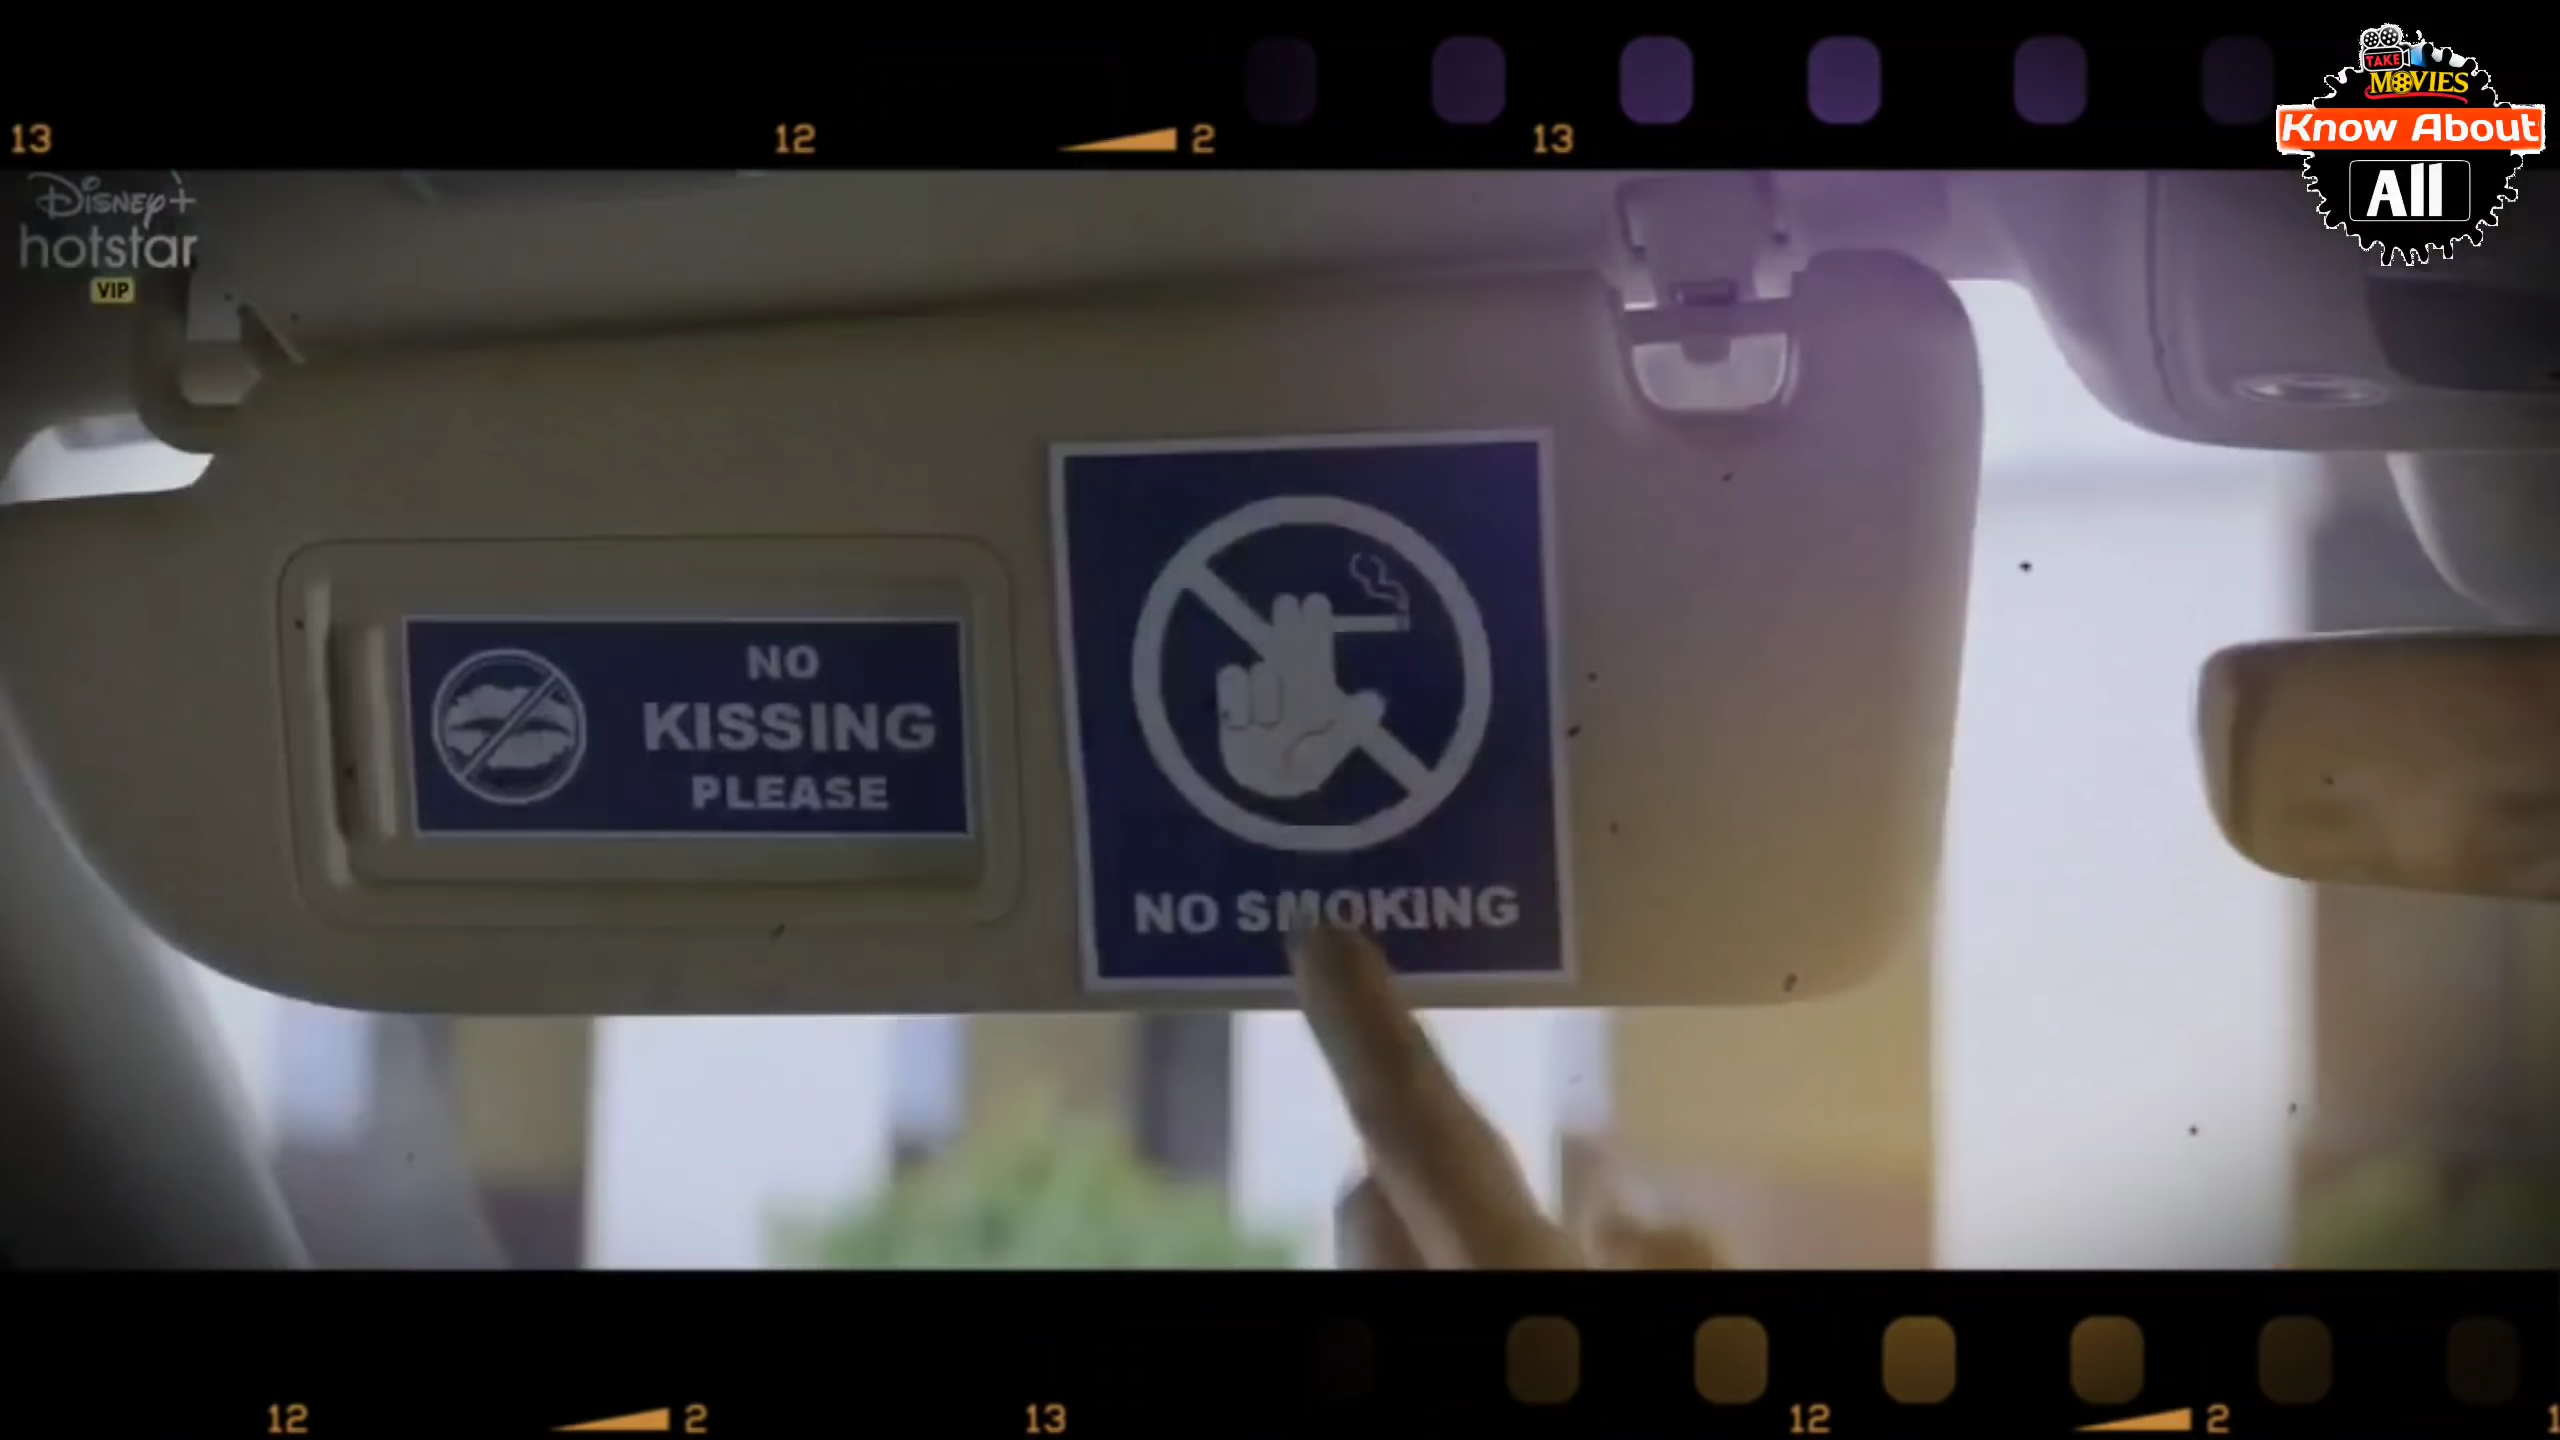 13 12 2 13
TAKE
MOVIES
Know About
All
Disney+
hotstar
VIP
NO
KISSING
PLEASE
NO SMOKING
12 2 13 12 2